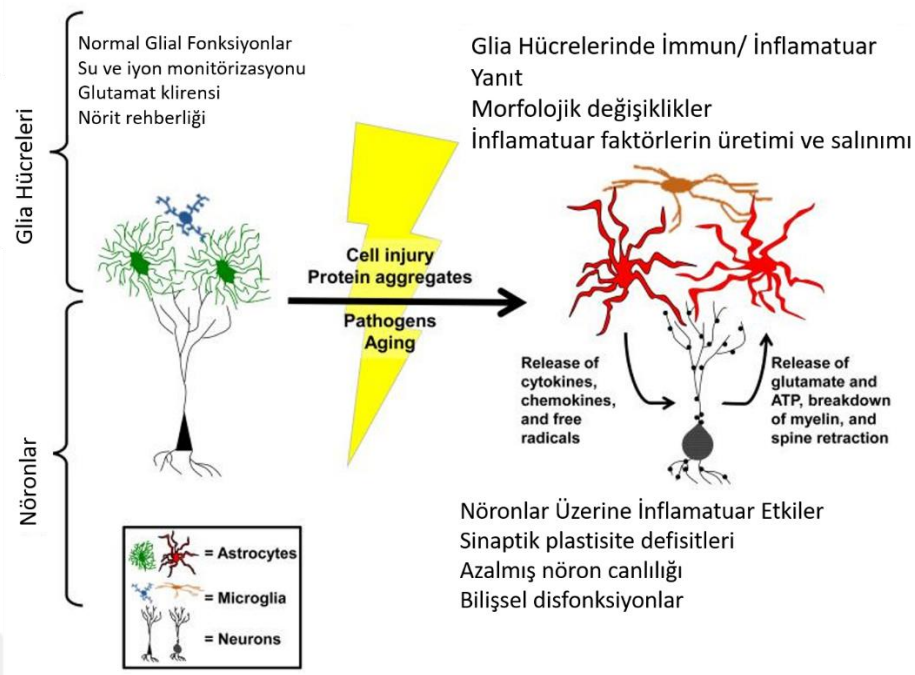 Glia Hücreleri
Normal Glial Fonksiyonlar
Su ve iyon monitörizasyonu
Glutamat klirensi
Nörit rehberliği
Glia Hücrelerinde İmmun/ İnflamatuar
Yanıt
Morfolojik değişiklikler
İnflamatuar faktörlerin üretimi ve salınımı
Cell injury
Protein aggregates
Pathogens
Aging
Release of
cytokines,
chemokines,
and free
radicals
Release of
glutamate and
ATP, breakdown
of myelin, and
spine retraction
Nöronlar
Nöronlar Üzerine İnflamatuar Etkiler
Sinaptik plastisite defisitleri
Azalmış nöron canlılığı
Bilişsel disfonksiyonlar
= Astrocytes
= Microglia
= Neurons